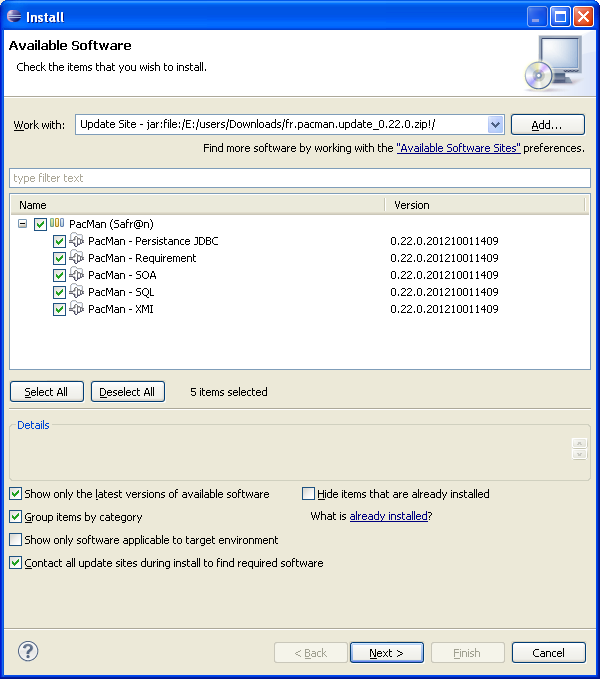 Install
Available Software
Check the items that you wish to install.
Work with: Update Site - jar:file:/E:/users/Downloads/fr.pacman.update_0.22.0.zip!/ Add...
Find more software by working with the "Available Software Sites" preferences.
type filter text
Name Version
PacMan (Safr@n)
PacMan - Persistance JDBC 0.22.0.201210011409
PacMan - Requirement 0.22.0.201210011409
PacMan - SOA 0.22.0.201210011409
PacMan - SQL 0.22.0.201210011409
PacMan - XMI 0.22.0.201210011409
Select All Deselect All 5 items selected
Details
Show only the latest versions of available software Hide items that are already installed
Group items by category What is already installed?
Show only software applicable to target environment
Contact all update sites during install to find required software
? < Back Next > Finish Cancel